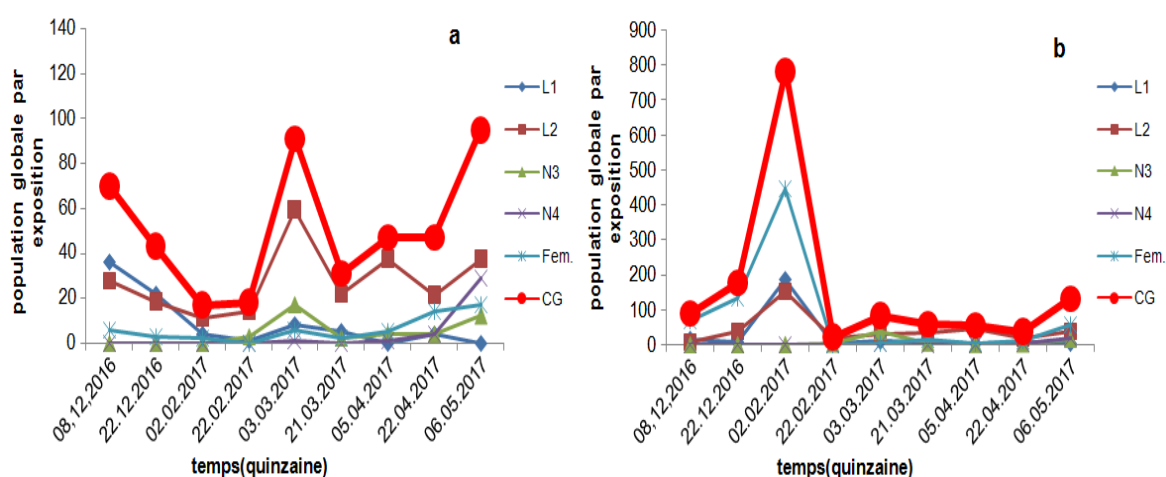 a
population globale par
exposition
140
120
100
80
60
40
20
0
08,12,2016
22.12.2016
02.02.2017
22.02.2017
03.03.2017
21.03.2017
05.04.2017
22.04.2017
06.05.2017
temps(quinzaine)
L1
L2
N3
N4
Fem.
CG
b
population globale par
exposition
900
800
700
600
500
400
300
200
100
0
08,12,2016
22.12.2016
02.02.2017
22.02.2017
03.03.2017
21.03.2017
05.04.2017
22.04.2017
06.05.2017
temps(quinzaine)
L1
L2
N3
N4
Fem.
CG